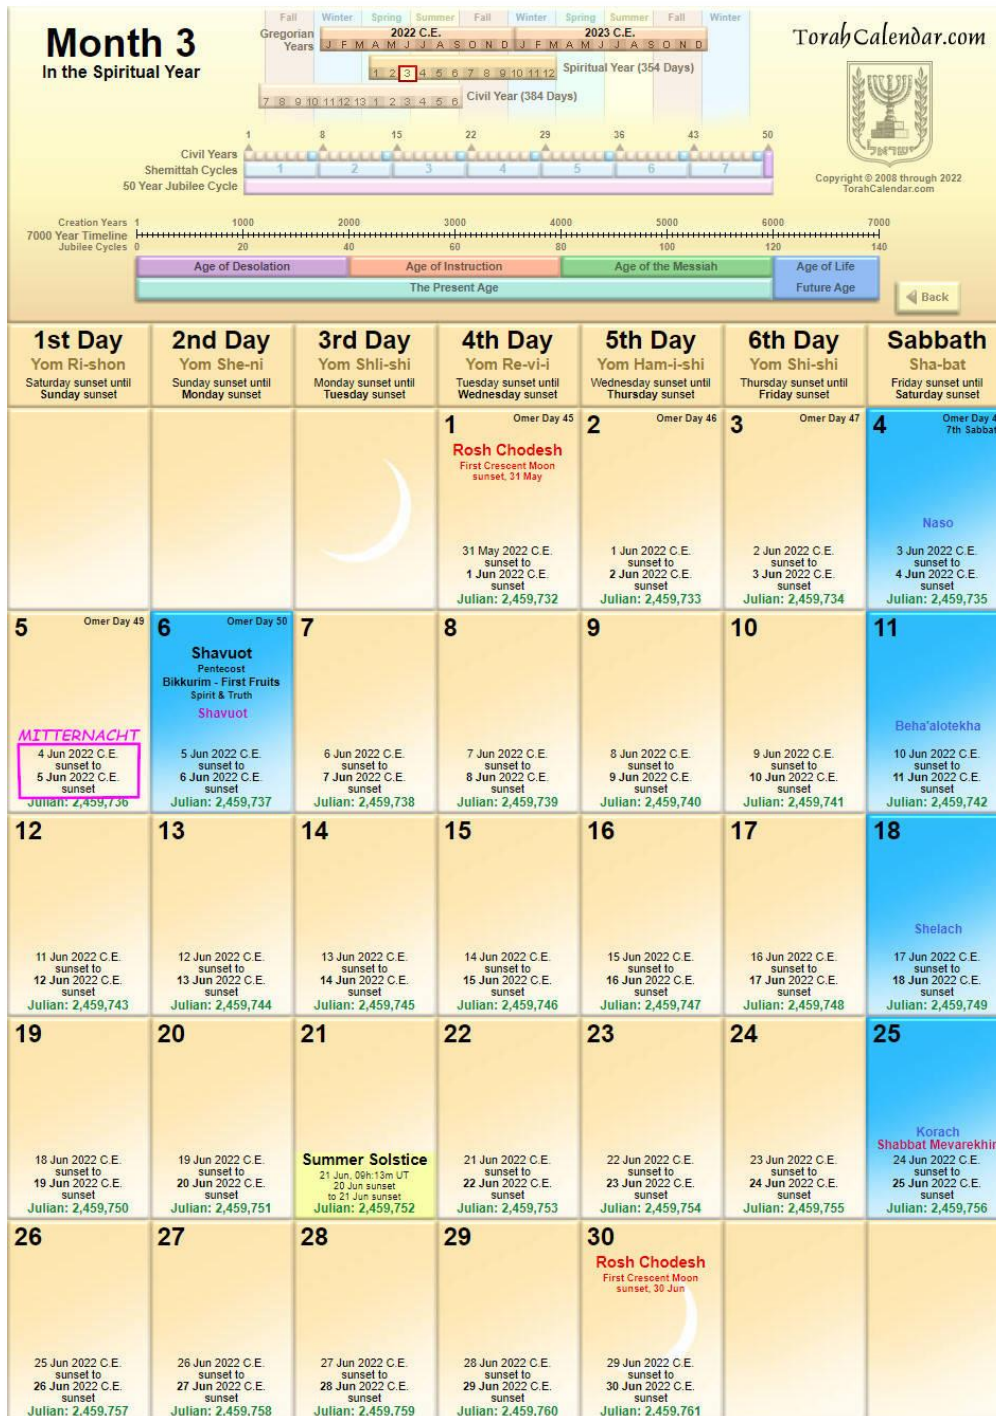 Month 3
In the Spiritual Year
Fall Winter Spring Summer Fall Winter Spring Summer Fall Winter
Gregorian Years
2022 C.E. 2023 C.E.
J F M A M J J A S O N D J F M A M J J A S O N D
1 2 3 4 5 6 7 8 9 10 11 12
Spiritual Year (354 Days)
7 8 9 10 11 12 13 1 2 3 4 5 6
Civil Year (384 Days)
TorahCalendar.com
ישראל
Copyright © 2008 through 2022
TorahCalendar.com
1 8 15 22 29 36 43 50
Civil Years
Shemittah Cycles 1 2 3 4 5 6 7
50 Year Jubilee Cycle
Creation Years 1 1000 2000 3000 4000 5000 6000 7000
7000 Year Timeline
Jubilee Cycles 0 20 40 60 80 100 120 140
Age of Desolation Age of Instruction Age of the Messiah Age of Life
The Present Age Future Age
Back
1st Day
Yom Ri-shon
Saturday sunset until
Sunday sunset
2nd Day
Yom She-ni
Sunday sunset until
Monday sunset
3rd Day
Yom Shli-shi
Monday sunset until
Tuesday sunset
4th Day
Yom Re-vi-i
Tuesday sunset until
Wednesday sunset
5th Day
Yom Ham-i-shi
Wednesday sunset until
Thursday sunset
6th Day
Yom Shi-shi
Thursday sunset until
Friday sunset
Sabbath
Sha-bat
Friday sunset until
Saturday sunset
1 Omer Day 45
Rosh Chodesh
First Crescent Moon
sunset, 31 May
31 May 2022 C.E.
sunset to
1 Jun 2022 C.E.
sunset
Julian: 2,459,732
2 Omer Day 46
1 Jun 2022 C.E.
sunset to
2 Jun 2022 C.E.
sunset
Julian: 2,459,733
3 Omer Day 47
2 Jun 2022 C.E.
sunset to
3 Jun 2022 C.E.
sunset
Julian: 2,459,734
4 Omer Day 4
7th Sabbat
Naso
3 Jun 2022 C.E.
sunset to
4 Jun 2022 C.E.
sunset
Julian: 2,459,735
5 Omer Day 49
MITTERNACHT
4 Jun 2022 C.E.
sunset to
5 Jun 2022 C.E.
sunset
Julian: 2,459,736
6 Omer Day 50
Shavuot
Pentecost
Bikkurim - First Fruits
Spirit & Truth
Shavuot
5 Jun 2022 C.E.
sunset to
6 Jun 2022 C.E.
sunset
Julian: 2,459,737
7
6 Jun 2022 C.E.
sunset to
7 Jun 2022 C.E.
sunset
Julian: 2,459,738
8
7 Jun 2022 C.E.
sunset to
8 Jun 2022 C.E.
sunset
Julian: 2,459,739
9
8 Jun 2022 C.E.
sunset to
9 Jun 2022 C.E.
sunset
Julian: 2,459,740
10
9 Jun 2022 C.E.
sunset to
10 Jun 2022 C.E.
sunset
Julian: 2,459,741
11
Beha'alotekha
10 Jun 2022 C.E.
sunset to
11 Jun 2022 C.E.
sunset
Julian: 2,459,742
12
11 Jun 2022 C.E.
sunset to
12 Jun 2022 C.E.
sunset
Julian: 2,459,743
13
12 Jun 2022 C.E.
sunset to
13 Jun 2022 C.E.
sunset
Julian: 2,459,744
14
13 Jun 2022 C.E.
sunset to
14 Jun 2022 C.E.
sunset
Julian: 2,459,745
15
14 Jun 2022 C.E.
sunset to
15 Jun 2022 C.E.
sunset
Julian: 2,459,746
16
15 Jun 2022 C.E.
sunset to
16 Jun 2022 C.E.
sunset
Julian: 2,459,747
17
16 Jun 2022 C.E.
sunset to
17 Jun 2022 C.E.
sunset
Julian: 2,459,748
18
Shelach
17 Jun 2022 C.E.
sunset to
18 Jun 2022 C.E.
sunset
Julian: 2,459,749
19
18 Jun 2022 C.E.
sunset to
19 Jun 2022 C.E.
sunset
Julian: 2,459,750
20
19 Jun 2022 C.E.
sunset to
20 Jun 2022 C.E.
sunset
Julian: 2,459,751
21
Summer Solstice
21 Jun, 09h:13m UT
20 Jun sunset
to 21 Jun sunset
Julian: 2,459,752
22
21 Jun 2022 C.E.
sunset to
22 Jun 2022 C.E.
sunset
Julian: 2,459,753
23
22 Jun 2022 C.E.
sunset to
23 Jun 2022 C.E.
sunset
Julian: 2,459,754
24
23 Jun 2022 C.E.
sunset to
24 Jun 2022 C.E.
sunset
Julian: 2,459,755
25
Korach
Shabbat Mevarekhin
24 Jun 2022 C.E.
sunset to
25 Jun 2022 C.E.
sunset
Julian: 2,459,756
26
25 Jun 2022 C.E.
sunset to
26 Jun 2022 C.E.
sunset
Julian: 2,459,757
27
26 Jun 2022 C.E.
sunset to
27 Jun 2022 C.E.
sunset
Julian: 2,459,758
28
27 Jun 2022 C.E.
sunset to
28 Jun 2022 C.E.
sunset
Julian: 2,459,759
29
28 Jun 2022 C.E.
sunset to
29 Jun 2022 C.E.
sunset
Julian: 2,459,760
30
Rosh Chodesh
First Crescent Moon
sunset, 30 Jun
29 Jun 2022 C.E.
sunset to
30 Jun 2022 C.E.
sunset
Julian: 2,459,761